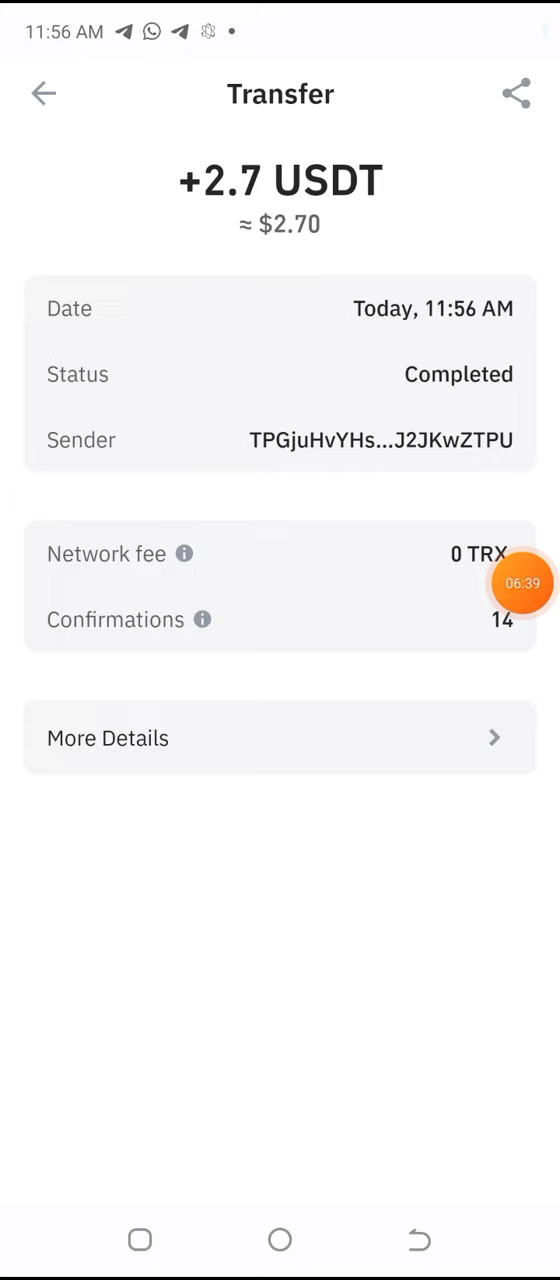 11:56 AM
Transfer
+2.7 USDT
≈ $2.70
Date Today, 11:56 AM
Status Completed
Sender TPGjuHvYHs...J2JKwZTPU
Network fee 0 TRX
06:39
Confirmations 14
More Details